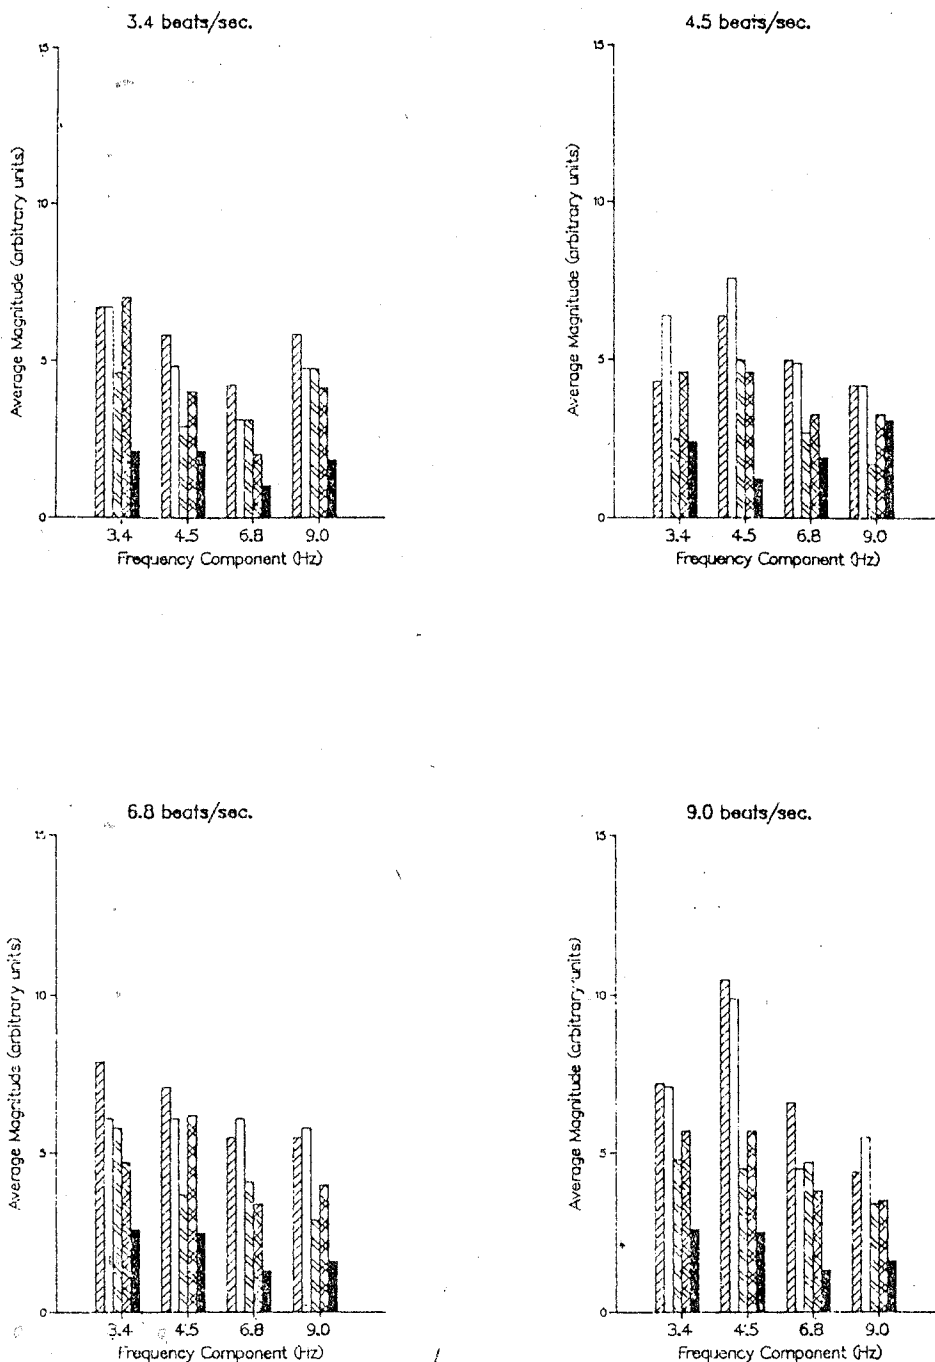 3.4 beats/sec.
15
10
5
0
Average Magnitude (arbitrary units)
3.4 4.5 6.8 9.0
Frequency Component (Hz)
4.5 beats/sec.
15
10
5
0
Average Magnitude (arbitrary units)
3.4 4.5 6.8 9.0
Frequency Component (Hz)
6.8 beats/sec.
15
10
5
0
Average Magnitude (arbitrary units)
3.4 4.5 6.8 9.0
Frequency Component (Hz)
9.0 beats/sec.
15
10
5
0
Average Magnitude (arbitrary units)
3.4 4.5 6.8 9.0
Frequency Component (Hz)